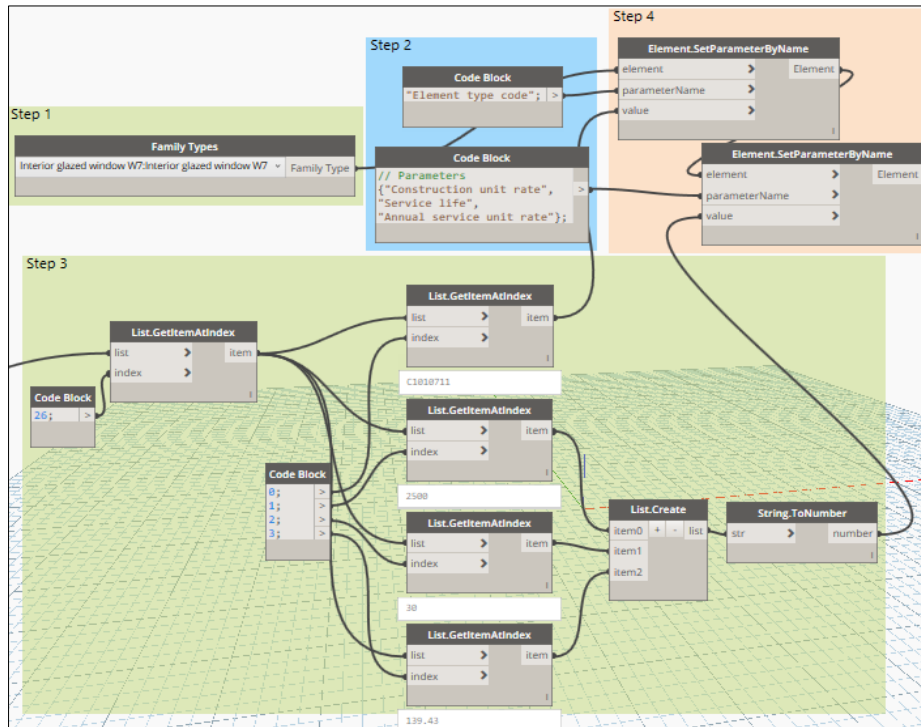 Step 1
Family Types
Interior glazed window W7:Interior glazed window W7
Family Type
Step 2
Code Block
"Element type code"; >
Code Block
// Parameters
{"Construction unit rate", >
"Service life",
"Annual service unit rate"};
Step 4
Element.SetParameterByName
element > Element
parameterName >
value >
Element.SetParameterByName
element > Element
parameterName >
value >
Step 3
List.GetItemAtIndex
list > item
index >
Code Block
26; >
Code Block
0; >
1; >
2; >
3; >
List.GetItemAtIndex
list > item
index >
C1010711
List.GetItemAtIndex
list > item
index >
2500
List.GetItemAtIndex
list > item
index >
30
List.GetItemAtIndex
list > item
index >
139.43
List.Create
item0 + - list
item1
item2
String.ToNumber
str > number